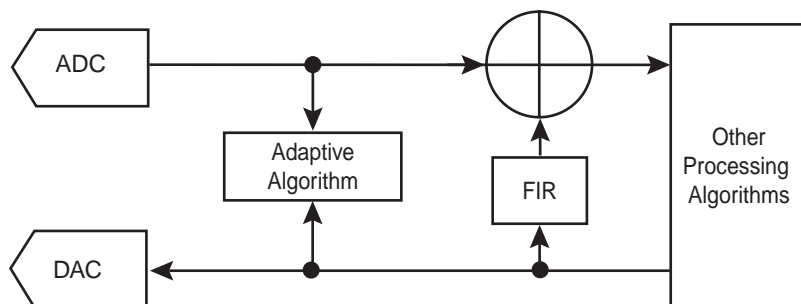 ADC
Adaptive
Algorithm
FIR
Other
Processing
Algorithms
DAC